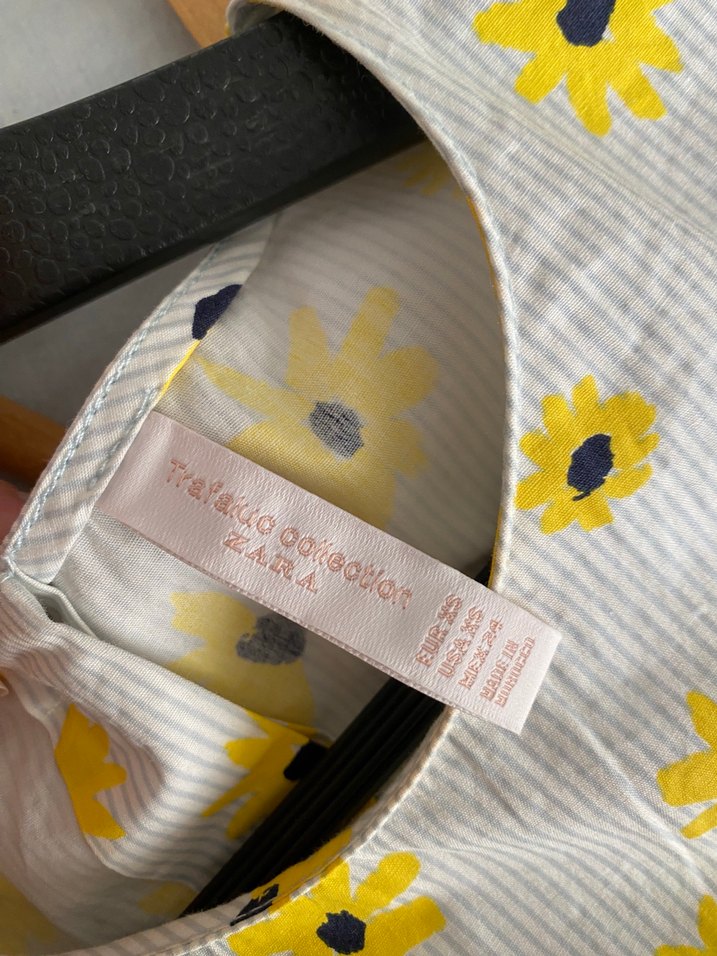 Trafaluc collection
ZARA
EUR XS
USA XS
MEX 24
MADE IN
MOROCCO